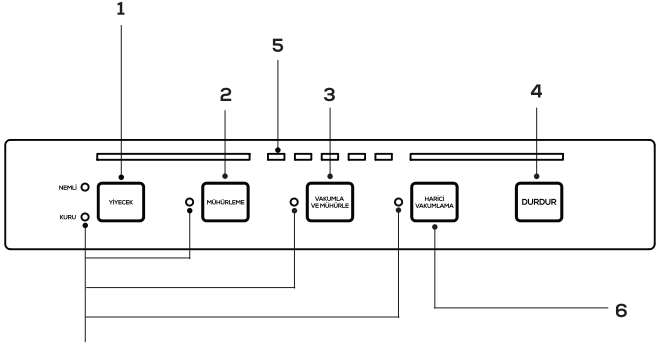 1
5
2
3
4
NEMLİ
YİYECEK
KURU
MÜHÜRLEME
VAKUMLA
VE MÜHÜRLE
HARİCİ
VAKUMLAMA
DURDUR
6